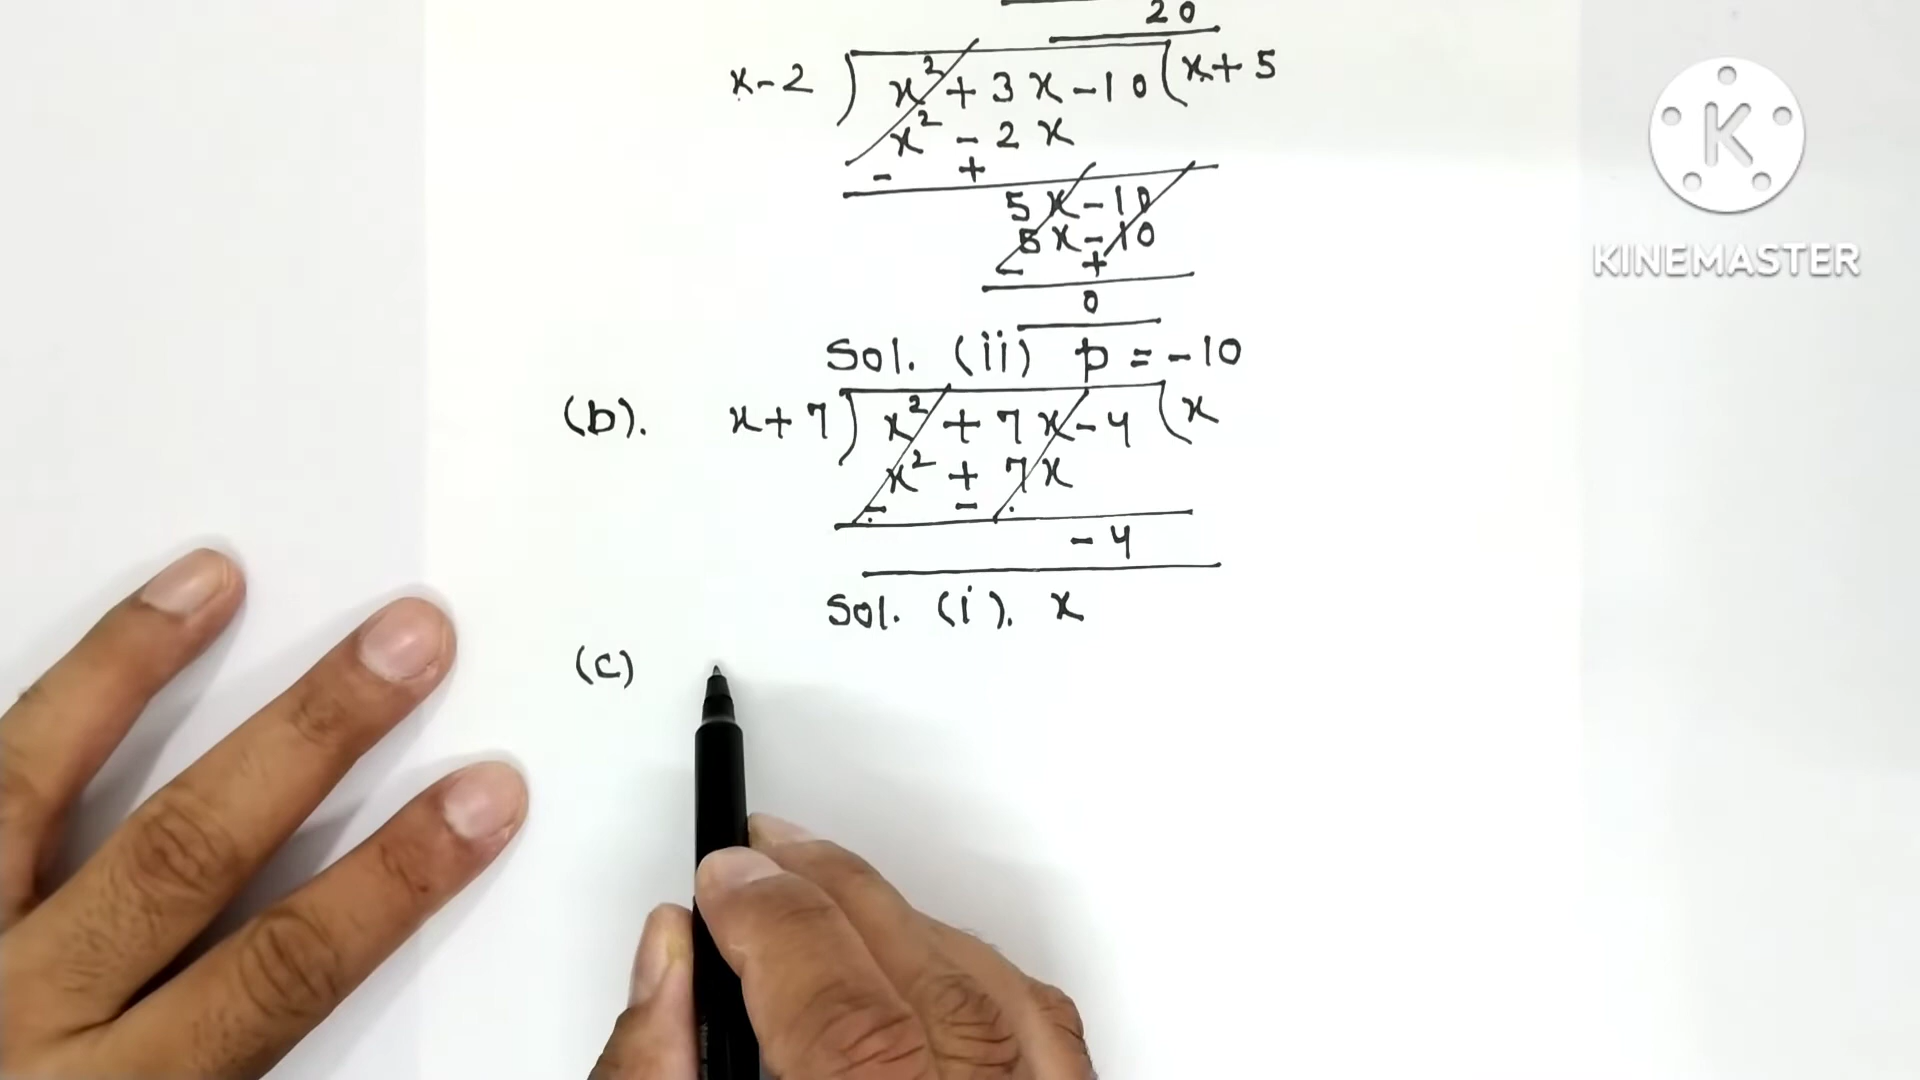 20
x-2 ) x² + 3x - 10 ( x + 5
x² - 2x
- +
5x - 10
5x - 10
- +
0
Sol. (ii) p = -10
(b). x + 7 ) x² + 7x - 4 ( x
x² + 7x
- -
- 4
Sol. (i). x
(c)
K
KINEMASTER